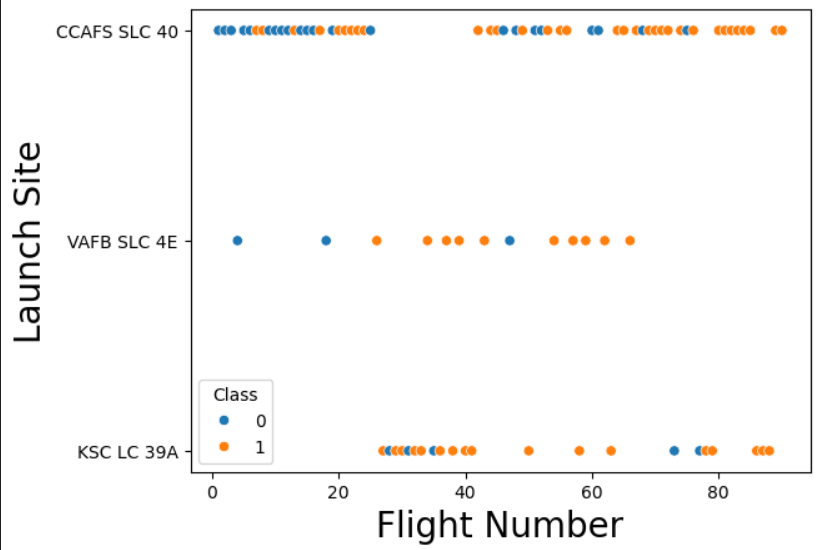 CCAFS SLC 40
VAFB SLC 4E
KSC LC 39A
Launch Site
Class
0
1
0
20
40
60
80
Flight Number